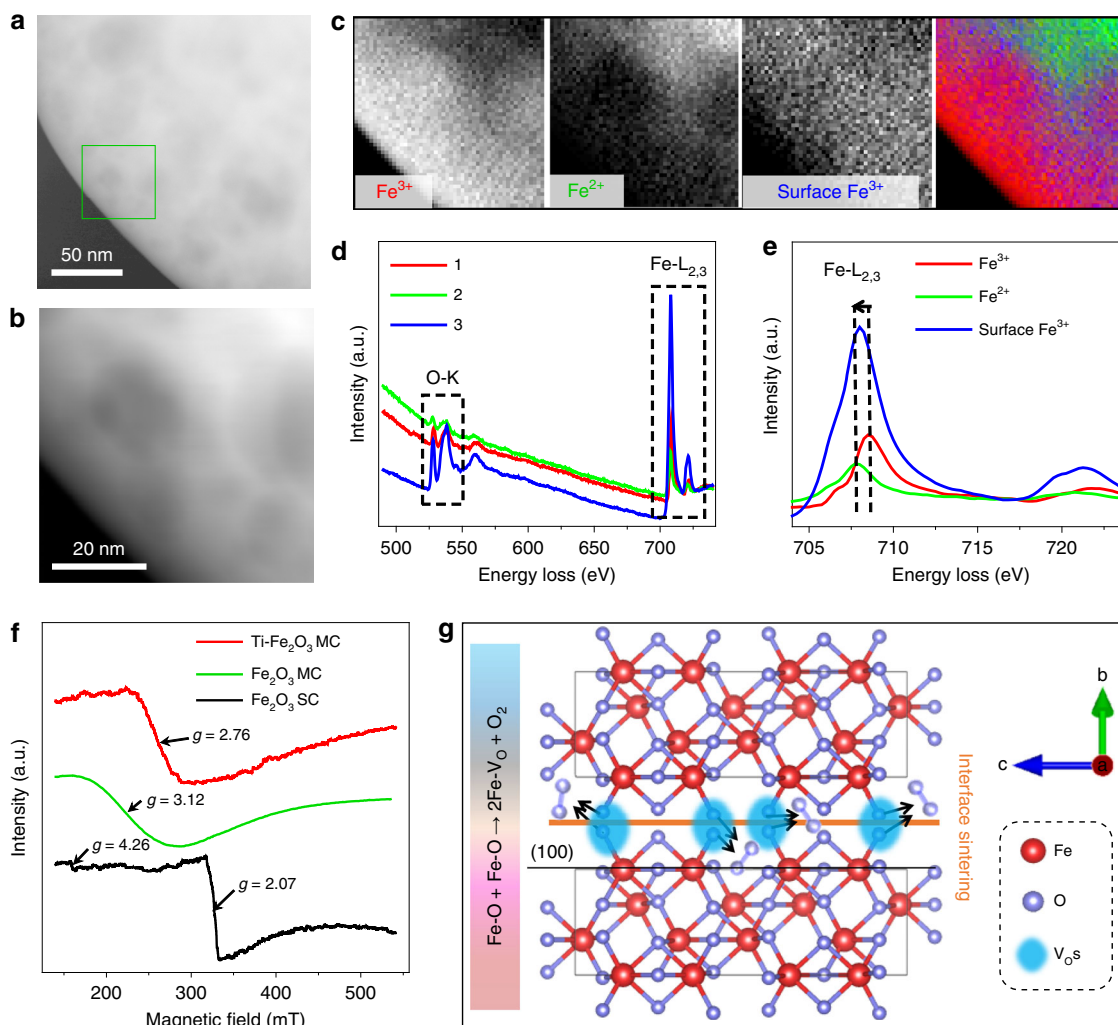 a
50 nm
b
20 nm
c
Fe³⁺
Fe²⁺
Surface Fe³⁺
d
1
2
3
O-K
Fe-L₂,₃
Intensity (a.u.)
500 550 600 650 700
Energy loss (eV)
e
Fe-L₂,₃
Fe³⁺
Fe²⁺
Surface Fe³⁺
Intensity (a.u.)
705 710 715 720
Energy loss (eV)
f
Ti-Fe₂O₃ MC
Fe₂O₃ MC
Fe₂O₃ SC
g = 2.76
g = 3.12
g = 4.26
g = 2.07
Intensity (a.u.)
200 300 400 500
Magnetic field (mT)
g
Fe-O + Fe-O → 2Fe-V_O + O₂
(100)
Interface sintering
b
c
a
Fe
O
V_Os